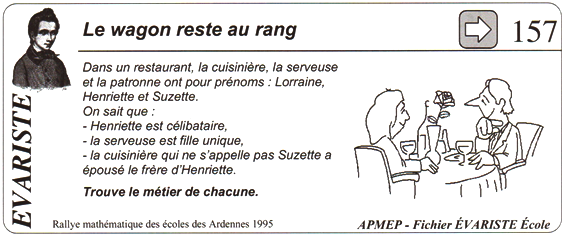 Le wagon reste au rang
157
Dans un restaurant, la cuisinière, la serveuse
et la patronne ont pour prénoms : Lorraine,
Henriette et Suzette.
On sait que :
- Henriette est célibataire,
- la serveuse est fille unique,
- la cuisinière qui ne s'appelle pas Suzette a
épousé le frère d'Henriette.
Trouve le métier de chacune.
EVARISTE
Rallye mathématique des écoles des Ardennes 1995
APMEP - Fichier ÉVARISTE École